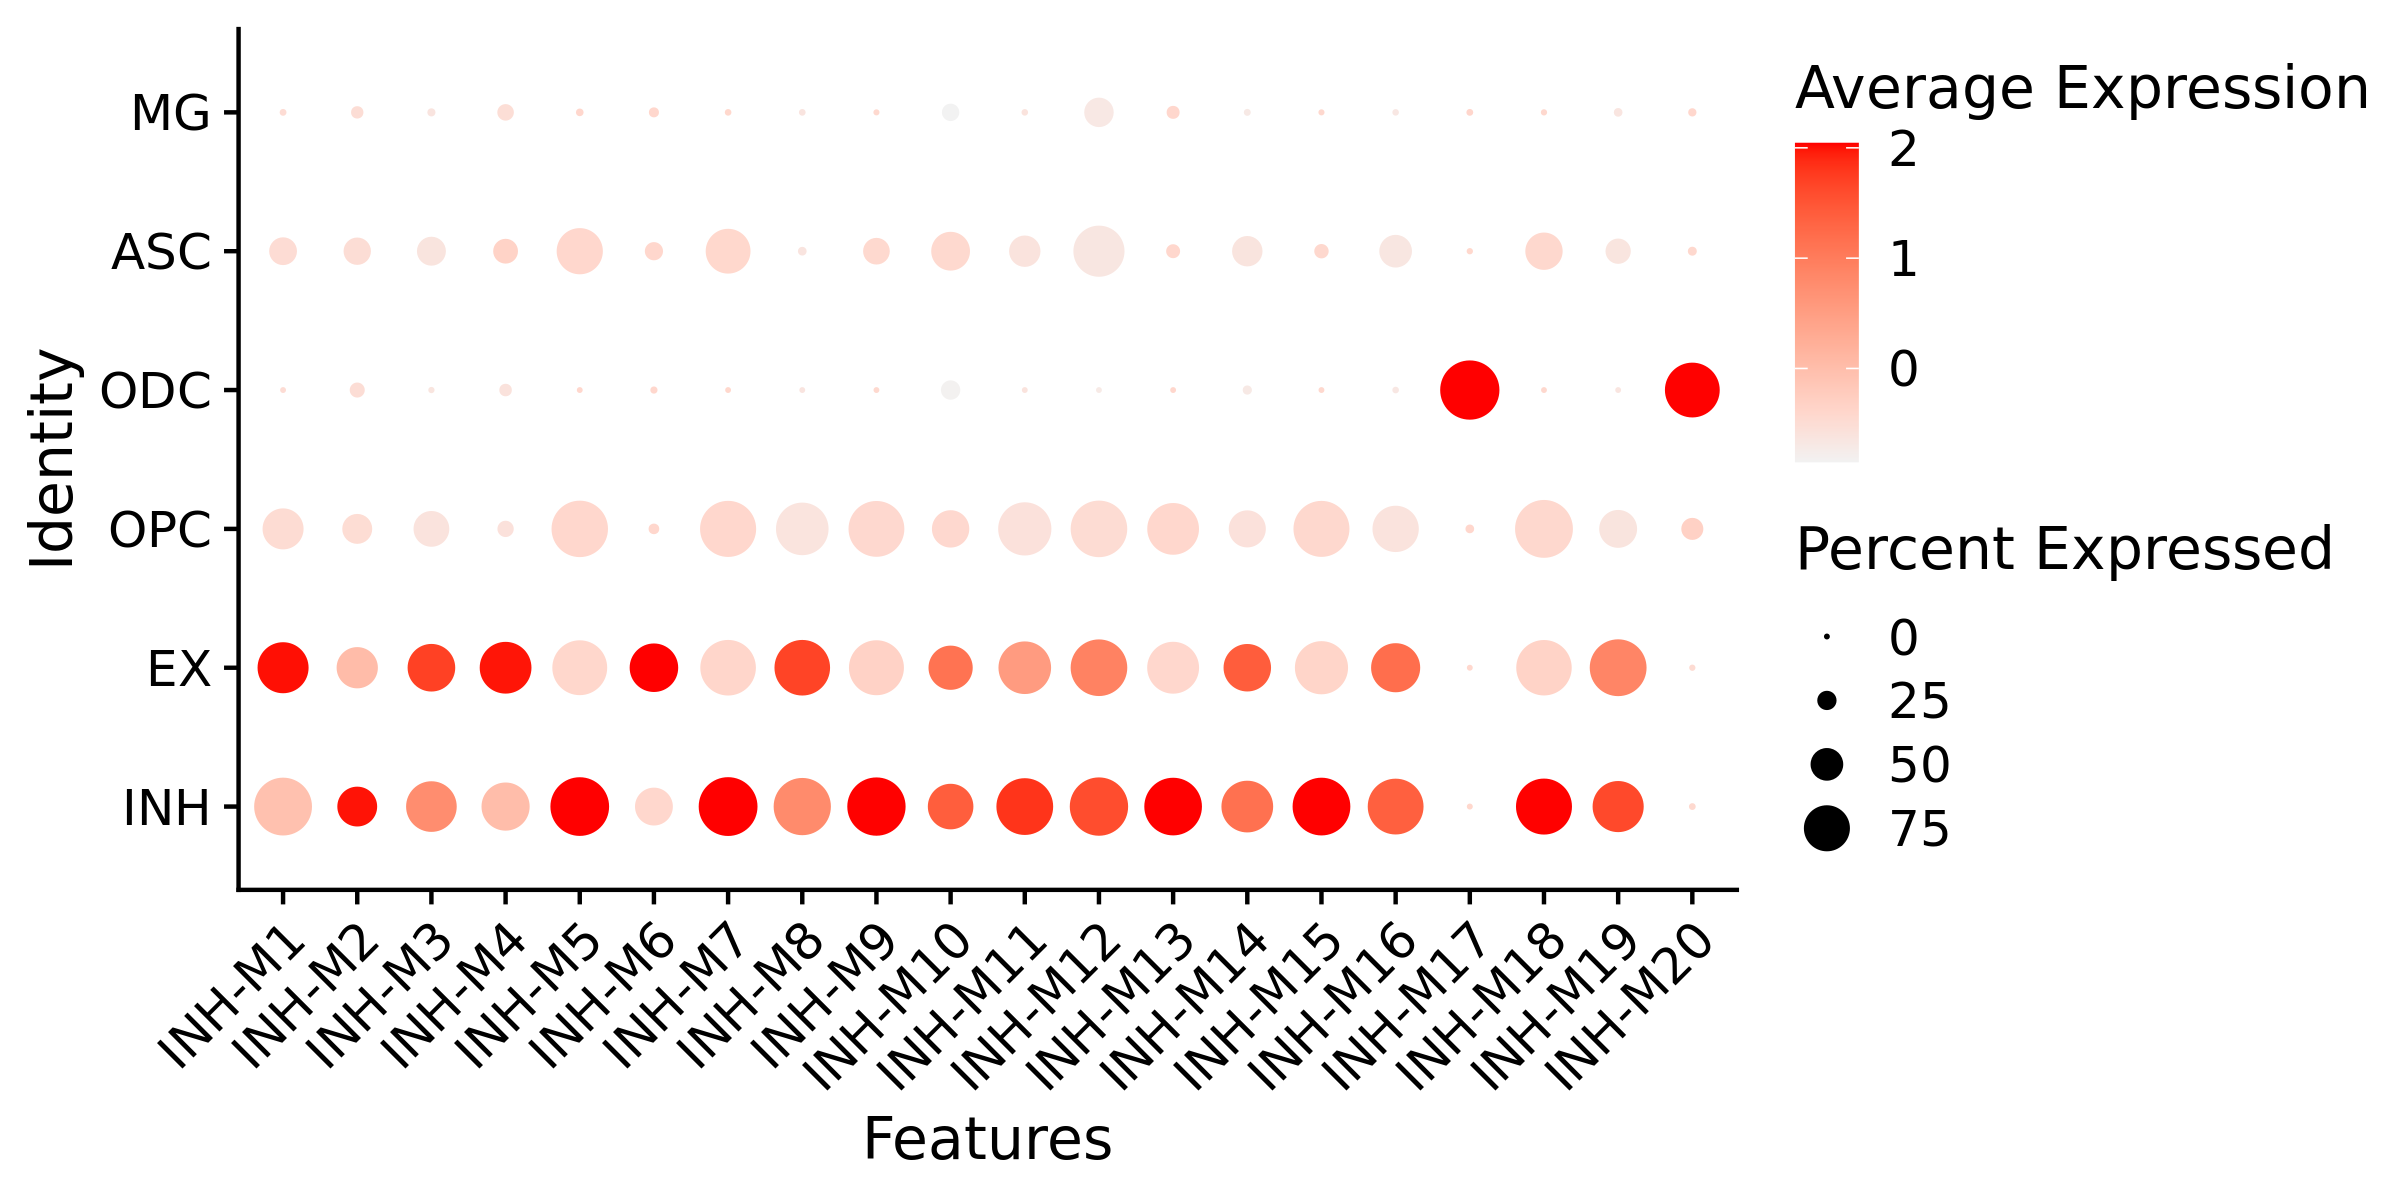 Identity
MG
ASC
ODC
OPC
EX
INH
INH-M1
INH-M2
INH-M3
INH-M4
INH-M5
INH-M6
INH-M7
INH-M8
INH-M9
INH-M10
INH-M11
INH-M12
INH-M13
INH-M14
INH-M15
INH-M16
INH-M17
INH-M18
INH-M19
INH-M20
Features
Average Expression
2
1
0
Percent Expressed
0
25
50
75